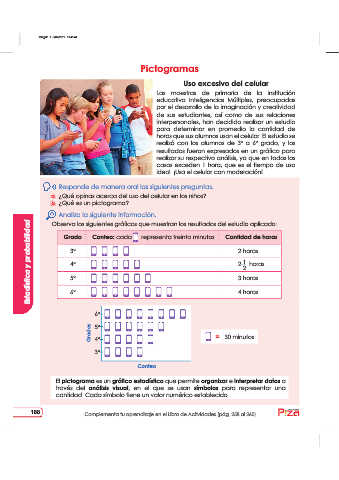 Pictogramas
Uso excesivo del celular
Las maestras de primaria de la institución
educativa Inteligencias Múltiples, preocupadas
por el desarrollo de la imaginación y creatividad
de sus estudiantes, así como de sus relaciones
interpersonales, han decidido realizar un estudio
para determinar en promedio la cantidad de
horas que sus alumnos usan el celular. El estudio se
realizó con los alumnos de 3° a 6° grado, y los
resultados fueron expresados en un gráfico para
realizar su respectivo análisis, ya que en todos los
casos exceden 1 hora, que es el tiempo de uso
ideal. ¡Usa el celular con moderación!
Responde de manera oral las siguientes preguntas.
¿Qué opinas acerca del uso del celular en los niños?
¿Qué es un pictograma?
Analiza la siguiente información.
Observa los siguientes gráficos que muestran los resultados del estudio aplicado:
Grado Conteo: cada representa treinta minutos Cantidad de horas
3° 2 horas
4° 2 1/2 horas
5° 3 horas
6° 4 horas
Estadística y probabilidad
Grados
6°
5°
4°
3°
= 30 minutos
Conteo
El pictograma es un gráfico estadístico que permite organizar e interpretar datos a
través del análisis visual, en el que se usan símbolos para representar una
cantidad. Cada símbolo tiene un valor numérico establecido.
188
Complementa tu aprendizaje en el Libro de Actividades (pág. 258 al 260)